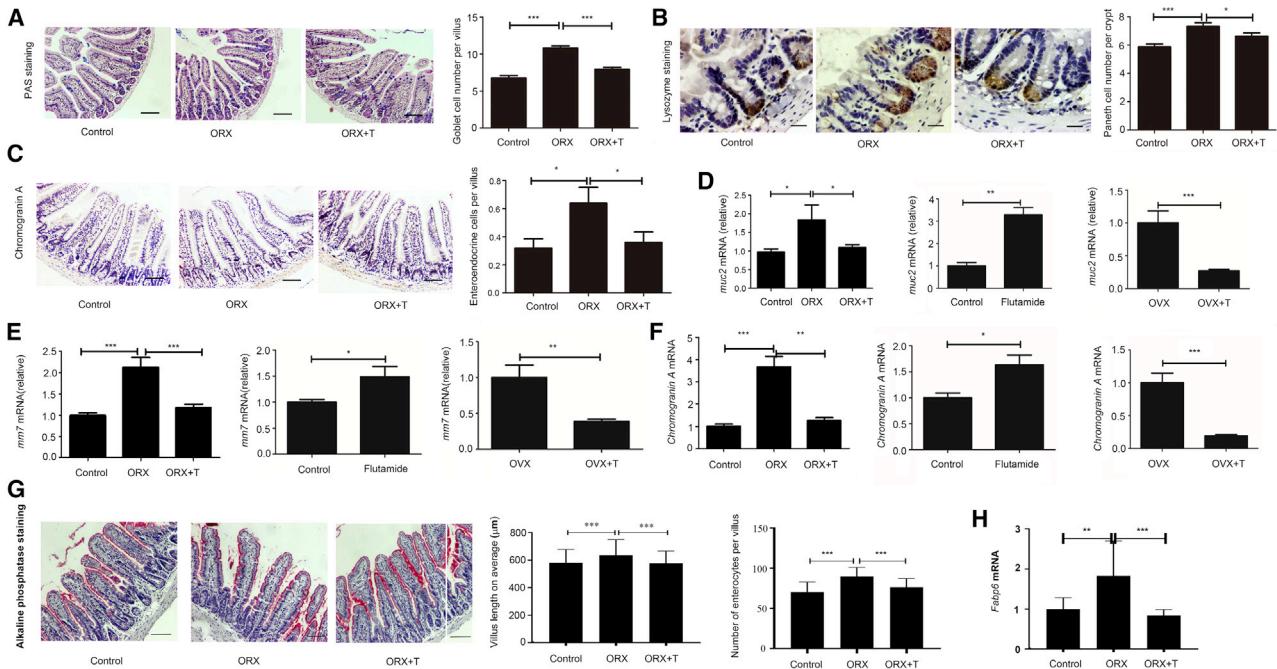 A
PAS staining
Control
ORX
ORX+T
Goblet cell number per villus
15
10
5
0
***
***
Control
ORX
ORX+T
B
Lysozyme staining
Control
ORX
ORX+T
Paneth cell number per crypt
8
6
4
2
0
***
*
Control
ORX
ORX+T
C
Chromogranin A
Control
ORX
ORX+T
Enteroendocrine cells per villus
0.8
0.6
0.4
0.2
0.0
*
*
Control
ORX
ORX+T
D
muc2 mRNA (relative)
2.5
2.0
1.5
1.0
0.5
0.0
*
*
Control
ORX
ORX+T
muc2 mRNA (relative)
4
3
2
1
0
**
Control
Flutamide
muc2 mRNA (relative)
1.5
1.0
0.5
0.0
***
OVX
OVX+T
E
mm7 mRNA(relative)
2.5
2.0
1.5
1.0
0.5
0.0
***
***
Control
ORX
ORX+T
mm7 mRNA(relative)
2.0
1.5
1.0
0.5
0.0
*
Control
Flutamide
mm7 mRNA(relative)
1.5
1.0
0.5
0.0
**
OVX
OVX+T
F
Chromogranin A mRNA
5
4
3
2
1
0
***
**
Control
ORX
ORX+T
Chromogranin A mRNA
2.0
1.5
1.0
0.5
0.0
*
Control
Flutamide
Chromogranin A mRNA
1.5
1.0
0.5
0.0
***
OVX
OVX+T
G
Alkaline phosphatase staining
Control
ORX
ORX+T
Villus length on average (μm)
800
600
400
200
0
***
***
Control
ORX
ORX+T
Number of enterocytes per villus
150
100
50
0
***
***
Control
ORX
ORX+T
H
Fabp6 mRNA
3
2
1
0
**
***
Control
ORX
ORX+T